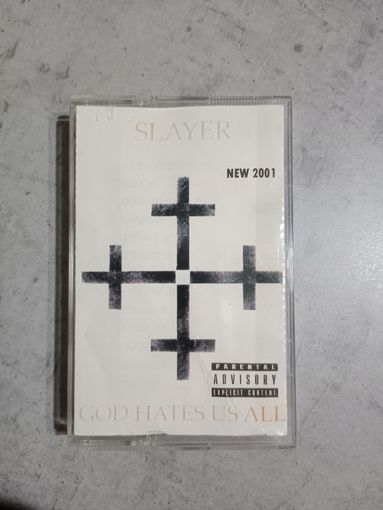 SLAYER
NEW 2001
PARENTAL
ADVISORY
EXPLICIT CONTENT
GOD HATES US ALL